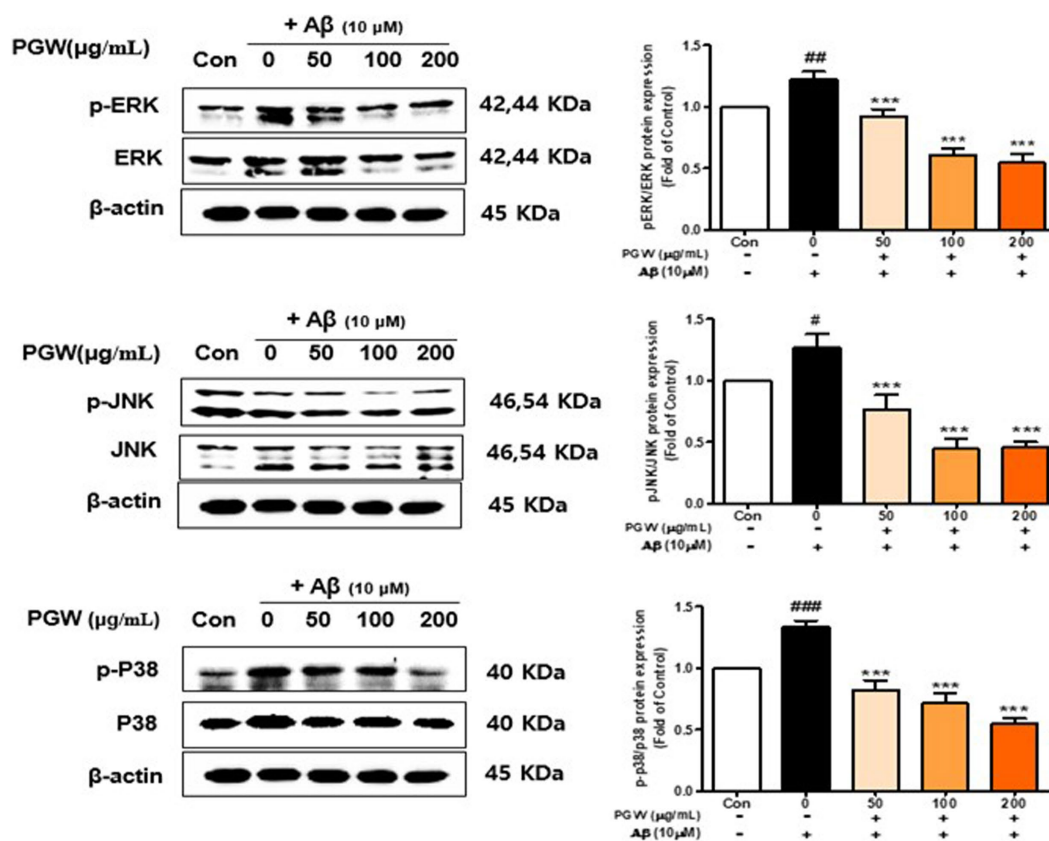 + Aβ (10 μM)
PGW(μg/mL) Con 0 50 100 200
p-ERK 42,44 KDa
ERK 42,44 KDa
β-actin 45 KDa
pERK/ERK protein expression
(Fold of Control)
1.5
1.0
0.5
0.0
## *** *** ***
Con 0 50 100 200
PGW (μg/mL) - - + + +
Aβ (10μM) - + + + +
+ Aβ (10 μM)
PGW(μg/mL) Con 0 50 100 200
p-JNK 46,54 KDa
JNK 46,54 KDa
β-actin 45 KDa
pJNK/JNK protein expression
(Fold of Control)
1.5
1.0
0.5
0.0
# *** *** ***
Con 0 50 100 200
PGW (μg/mL) - - + + +
Aβ (10μM) - + + + +
+ Aβ (10 μM)
PGW (μg/mL) Con 0 50 100 200
p-P38 40 KDa
P38 40 KDa
β-actin 45 KDa
p-p38/p38 protein expression
(Fold of Control)
1.5
1.0
0.5
0.0
### *** *** ***
Con 0 50 100 200
PGW (μg/mL) - - + + +
Aβ (10μM) - + + + +